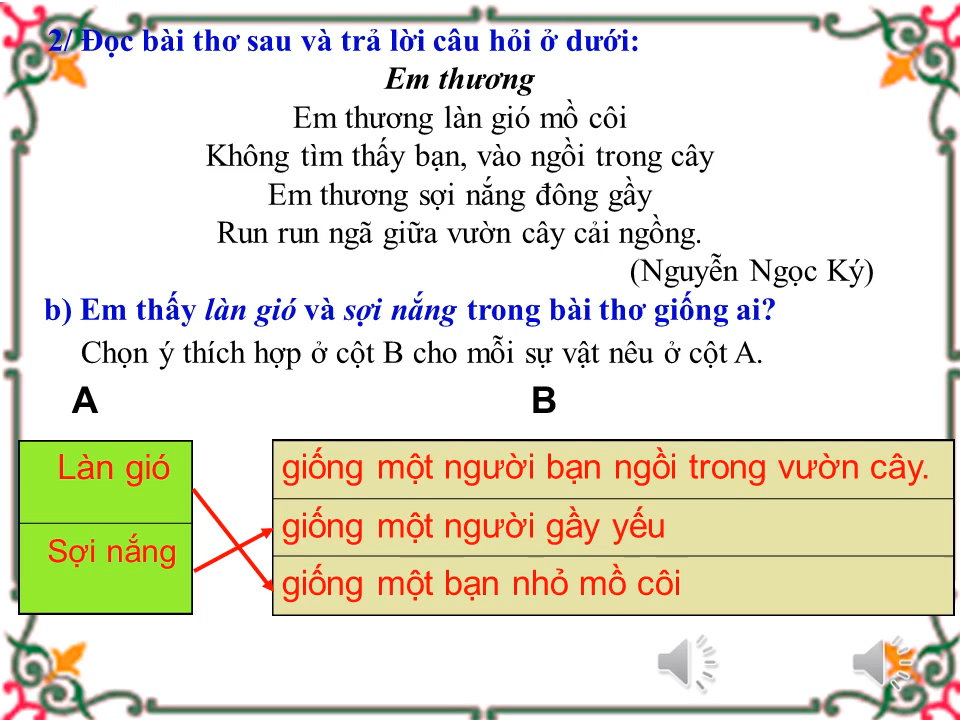 2/ Đọc bài thơ sau và trả lời câu hỏi ở dưới:
Em thương
Em thương làn gió mồ côi
Không tìm thấy bạn, vào ngồi trong cây
Em thương sợi nắng đông gầy
Run run ngã giữa vườn cây cải ngồng.
(Nguyễn Ngọc Ký)
b) Em thấy làn gió và sợi nắng trong bài thơ giống ai?
Chọn ý thích hợp ở cột B cho mỗi sự vật nêu ở cột A.
A B
Làn gió
giống một người bạn ngồi trong vườn cây.
giống một người gầy yếu
Sợi nắng
giống một bạn nhỏ mồ côi